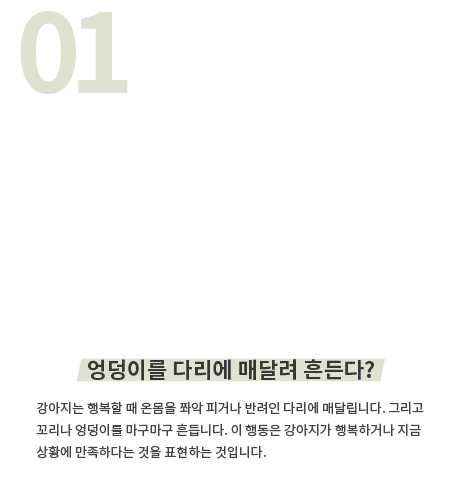 01
엉덩이를 다리에 매달려 흔든다?
강아지는 행복할 때 온몸을 쫘악 피거나 반려인 다리에 매달립니다. 그리고
꼬리나 엉덩이를 마구마구 흔듭니다. 이 행동은 강아지가 행복하거나 지금
상황에 만족하다는 것을 표현하는 것입니다.